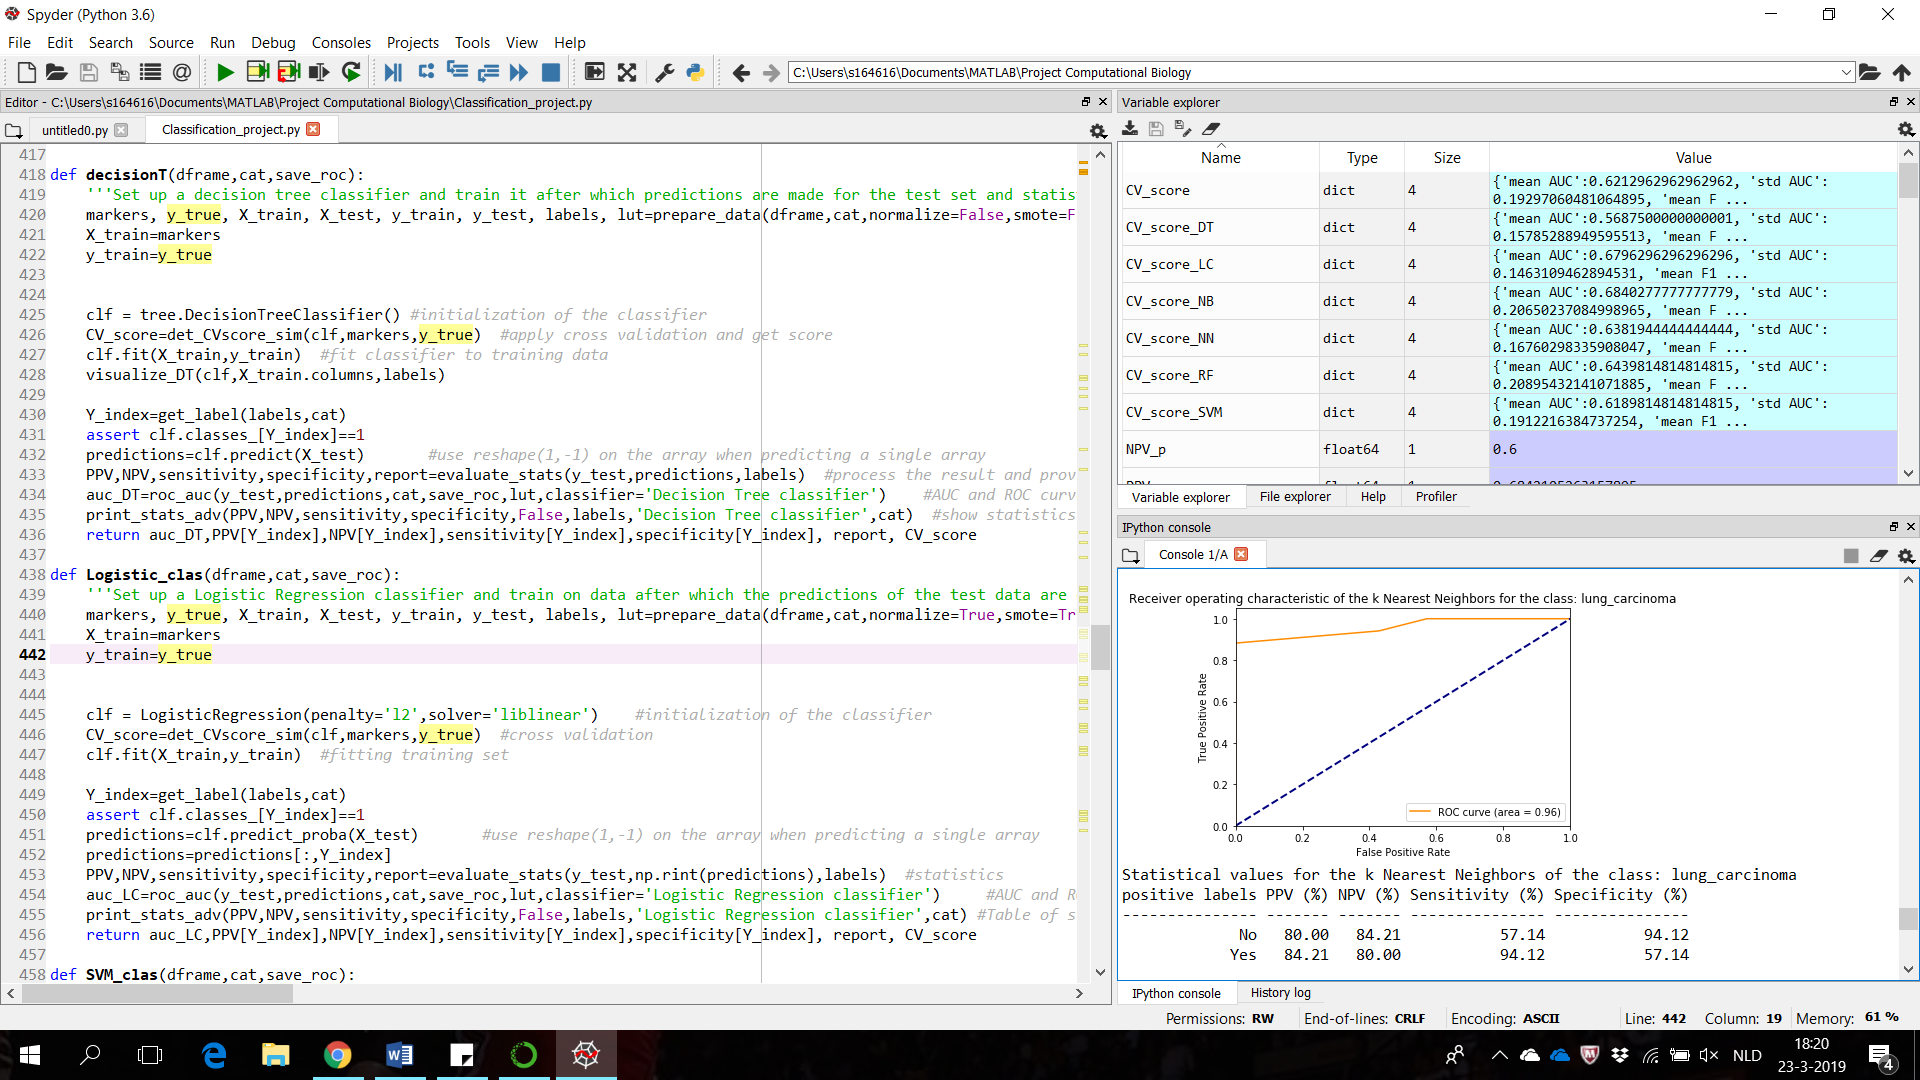 Spyder (Python 3.6)
File Edit Search Source Run Debug Consoles Projects Tools View Help
C:\Users\s164616\Documents\MATLAB\Project Computational Biology
Editor - C:\Users\s164616\Documents\MATLAB\Project Computational Biology\Classification_project.py
untitled0.py Classification_project.py
417
418 def decisionT(dframe,cat,save_roc):
419 '''Set up a decision tree classifier and train it after which predictions are made for the test set and statis
420 markers, y_true, X_train, X_test, y_train, y_test, labels, lut=prepare_data(dframe,cat,normalize=False,smote=F
421 X_train=markers
422 y_train=y_true
423
424
425 clf = tree.DecisionTreeClassifier() #initialization of the classifier
426 CV_score=det_CVscore_sim(clf,markers,y_true) #apply cross validation and get score
427 clf.fit(X_train,y_train) #fit classifier to training data
428 visualize_DT(clf,X_train.columns,labels)
429
430 Y_index=get_label(labels,cat)
431 assert clf.classes_[Y_index]==1
432 predictions=clf.predict(X_test) #use reshape(1,-1) on the array when predicting a single array
433 PPV,NPV,sensitivity,specificity,report=evaluate_stats(y_test,predictions,labels) #process the result and prov
434 auc_DT=roc_auc(y_test,predictions,cat,save_roc,lut,classifier='Decision Tree classifier') #AUC and ROC curv
435 print_stats_adv(PPV,NPV,sensitivity,specificity,False,labels,'Decision Tree classifier',cat) #show statistics
436 return auc_DT,PPV[Y_index],NPV[Y_index],sensitivity[Y_index],specificity[Y_index], report, CV_score
437
438 def Logistic_clas(dframe,cat,save_roc):
439 '''Set up a Logistic Regression classifier and train on data after which the predictions of the test data are
440 markers, y_true, X_train, X_test, y_train, y_test, labels, lut=prepare_data(dframe,cat,normalize=True,smote=Tr
441 X_train=markers
442 y_train=y_true
443
444
445 clf = LogisticRegression(penalty='l2',solver='liblinear') #initialization of the classifier
446 CV_score=det_CVscore_sim(clf,markers,y_true) #cross validation
447 clf.fit(X_train,y_train) #fitting training set
448
449 Y_index=get_label(labels,cat)
450 assert clf.classes_[Y_index]==1
451 predictions=clf.predict_proba(X_test) #use reshape(1,-1) on the array when predicting a single array
452 predictions=predictions[:,Y_index]
453 PPV,NPV,sensitivity,specificity,report=evaluate_stats(y_test,np.rint(predictions),labels) #statistics
454 auc_LC=roc_auc(y_test,predictions,cat,save_roc,lut,classifier='Logistic Regression classifier') #AUC and R
455 print_stats_adv(PPV,NPV,sensitivity,specificity,False,labels,'Logistic Regression classifier',cat) #Table of s
456 return auc_LC,PPV[Y_index],NPV[Y_index],sensitivity[Y_index],specificity[Y_index], report, CV_score
457
458 def SVM_clas(dframe,cat,save_roc):
Variable explorer
Name Type Size Value
CV_score dict 4 {'mean AUC':0.6212962962962962, 'std AUC':
0.19297060481064895, 'mean F ...
CV_score_DT dict 4 {'mean AUC':0.5687500000000001, 'std AUC':
0.15785288949595513, 'mean F ...
CV_score_LC dict 4 {'mean AUC':0.6796296296296296, 'std AUC':
0.1463109462894531, 'mean F1 ...
CV_score_NB dict 4 {'mean AUC':0.6840277777777779, 'std AUC':
0.20650237084998965, 'mean F ...
CV_score_NN dict 4 {'mean AUC':0.6381944444444444, 'std AUC':
0.16760298335908047, 'mean F ...
CV_score_RF dict 4 {'mean AUC':0.6439814814814815, 'std AUC':
0.20895432141071885, 'mean F ...
CV_score_SVM dict 4 {'mean AUC':0.6189814814814815, 'std AUC':
0.1912216384737254, 'mean F1 ...
NPV_p float64 1 0.6
Variable explorer File explorer Help Profiler
IPython console
Console 1/A
Receiver operating characteristic of the k Nearest Neighbors for the class: lung_carcinoma
1.0
0.8
0.6
0.4
0.2
0.0
True Positive Rate
ROC curve (area = 0.96)
0.0 0.2 0.4 0.6 0.8 1.0
False Positive Rate
Statistical values for the k Nearest Neighbors of the class: lung_carcinoma
positive labels PPV (%) NPV (%) Sensitivity (%) Specificity (%)
--------------- ------- ------- --------------- ---------------
No 80.00 84.21 57.14 94.12
Yes 84.21 80.00 94.12 57.14
IPython console History log
Permissions: RW End-of-lines: CRLF Encoding: ASCII Line: 442 Column: 19 Memory: 61 %
NLD 18:20
23-3-2019
4